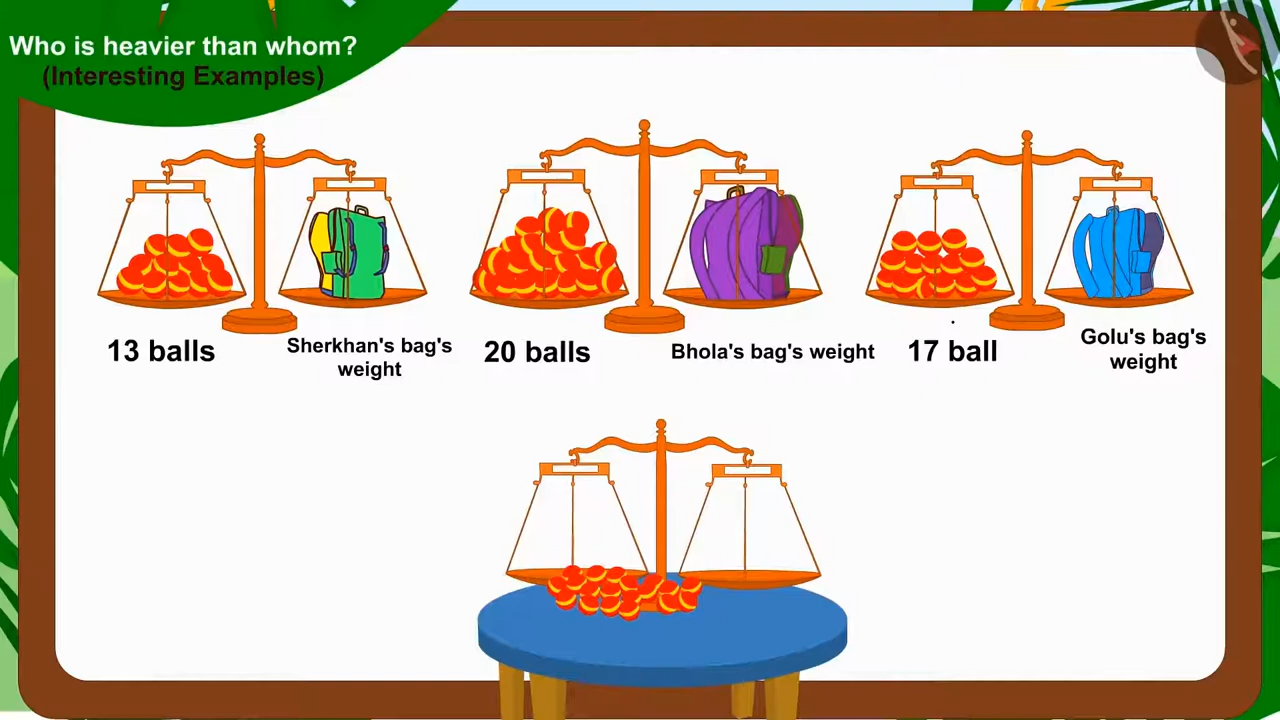 Who is heavier than whom?
(Interesting Examples)
13 balls
Sherkhan's bag's
weight
20 balls
Bhola's bag's weight
17 ball
Golu's bag's
weight